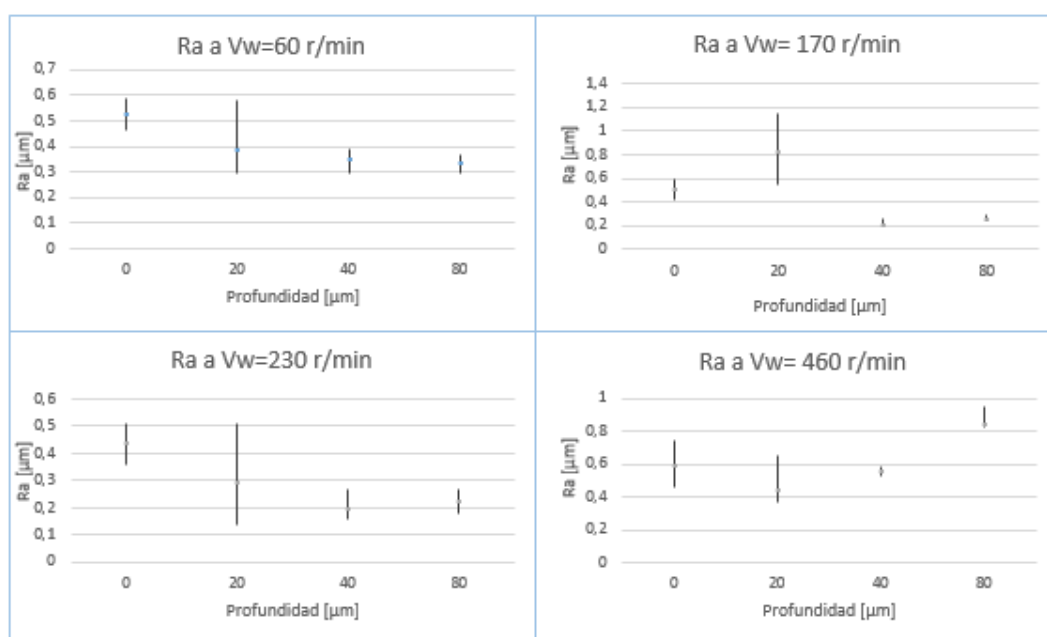 Ra a Vw=60 r/min
0,7
0,6
0,5
0,4
0,3
0,2
0,1
0
Ra [µm]
0 20 40 80
Profundidad [µm]
Ra a Vw= 170 r/min
1,4
1,2
1
0,8
0,6
0,4
0,2
0
Ra [µm]
0 20 40 80
Profundidad [µm]
Ra a Vw=230 r/min
0,6
0,5
0,4
0,3
0,2
0,1
0
Ra [µm]
0 20 40 80
Profundidad [µm]
Ra a Vw= 460 r/min
1
0,8
0,6
0,4
0,2
0
Ra [µm]
0 20 40 80
Profundidad [µm]